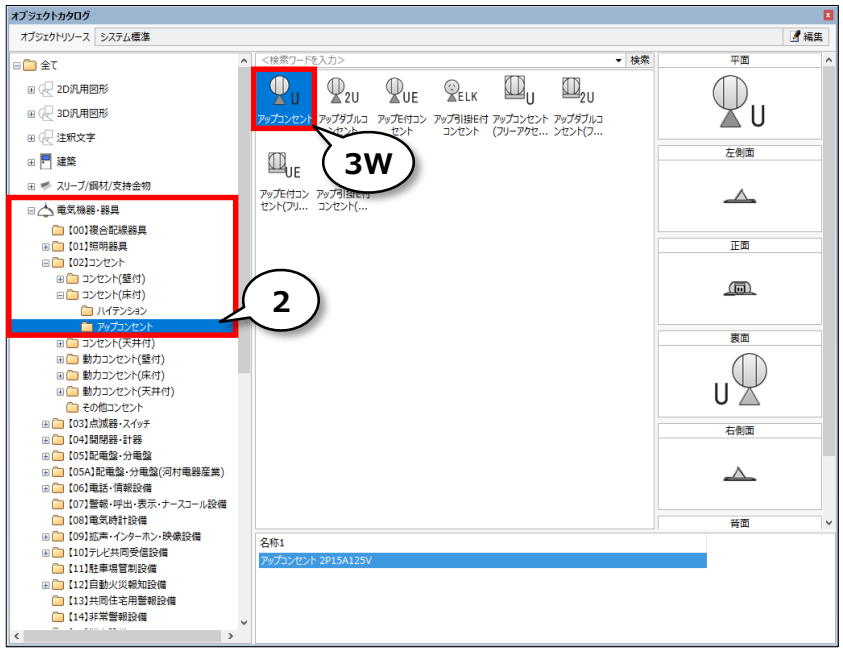 オブジェクトカタログ
オブジェクトリソース システム標準
編集
全て
2D汎用図形
3D汎用図形
注釈文字
建築
スリーブ/鋼材/支持金物
電気機器・器具
【00】複合配線器具
【01】照明器具
【02】コンセント
コンセント(壁付)
コンセント(床付)
ハイテンション
アップコンセント
コンセント(天井付)
動力コンセント(壁付)
動力コンセント(床付)
動力コンセント(天井付)
その他コンセント
【03】点滅器・スイッチ
【04】開閉器・計器
【05】配電盤・分電盤
【05A】配電盤・分電盤(河村電器産業)
【06】電話・情報設備
【07】警報・呼出・表示・ナースコール設備
【08】電気時計設備
【09】拡声・インターホン・映像設備
【10】テレビ共同受信設備
【11】駐車場管制設備
【12】自動火災報知設備
【13】共同住宅用警報設備
【14】非常警報設備
2
<検索ワードを入力>
検索
U
2U
UE
ELK
U
2U
アップコンセント アップダブルコ アップE付コン アップ引掛E付 アップコンセント アップダブルコ
ンセント セント コンセント (フリーアクセ... ンセント(フ...
3W
UE
アップE付コン アップ引掛E付
セント(フリ... コンセント(...
名称1
アップコンセント 2P15A125V
平面
U
左側面
正面
裏面
U
右側面
背面